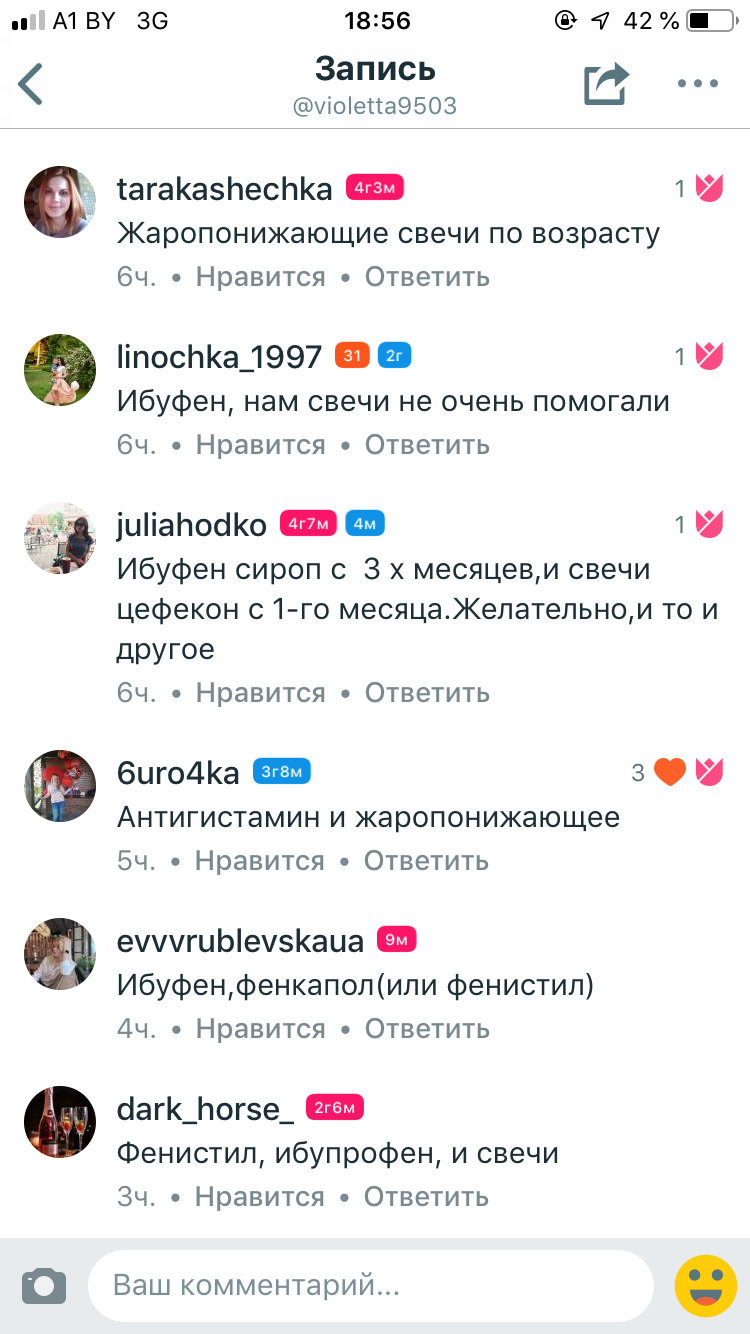 A1 BY 3G 18:56 42 %
Запись
@violetta9503
tarakashechka 4г3м 1
Жаропонижающие свечи по возрасту
6ч. • Нравится • Ответить
linochka_1997 31 2г 1
Ибуфен, нам свечи не очень помогали
6ч. • Нравится • Ответить
juliahodko 4г7м 4м 1
Ибуфен сироп с 3 х месяцев,и свечи
цефекон с 1-го месяца.Желательно,и то и
другое
6ч. • Нравится • Ответить
6uro4ka 3г8м 3
Антигистамин и жаропонижающее
5ч. • Нравится • Ответить
evvvrublevskaua 9м
Ибуфен,фенкапол(или фенистил)
4ч. • Нравится • Ответить
dark_horse_ 2г6м
Фенистил, ибупрофен, и свечи
3ч. • Нравится • Ответить
Ваш комментарий...